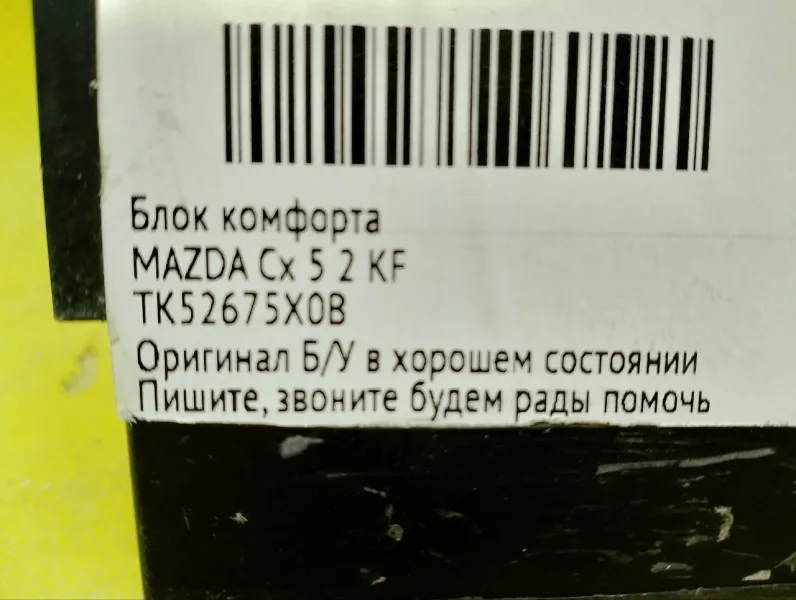 Блок комфорта
MAZDA Cx 5 2 KF
TK52675X0B
Оригинал Б/У в хорошем состоянии
Пишите, звоните будем рады помочь